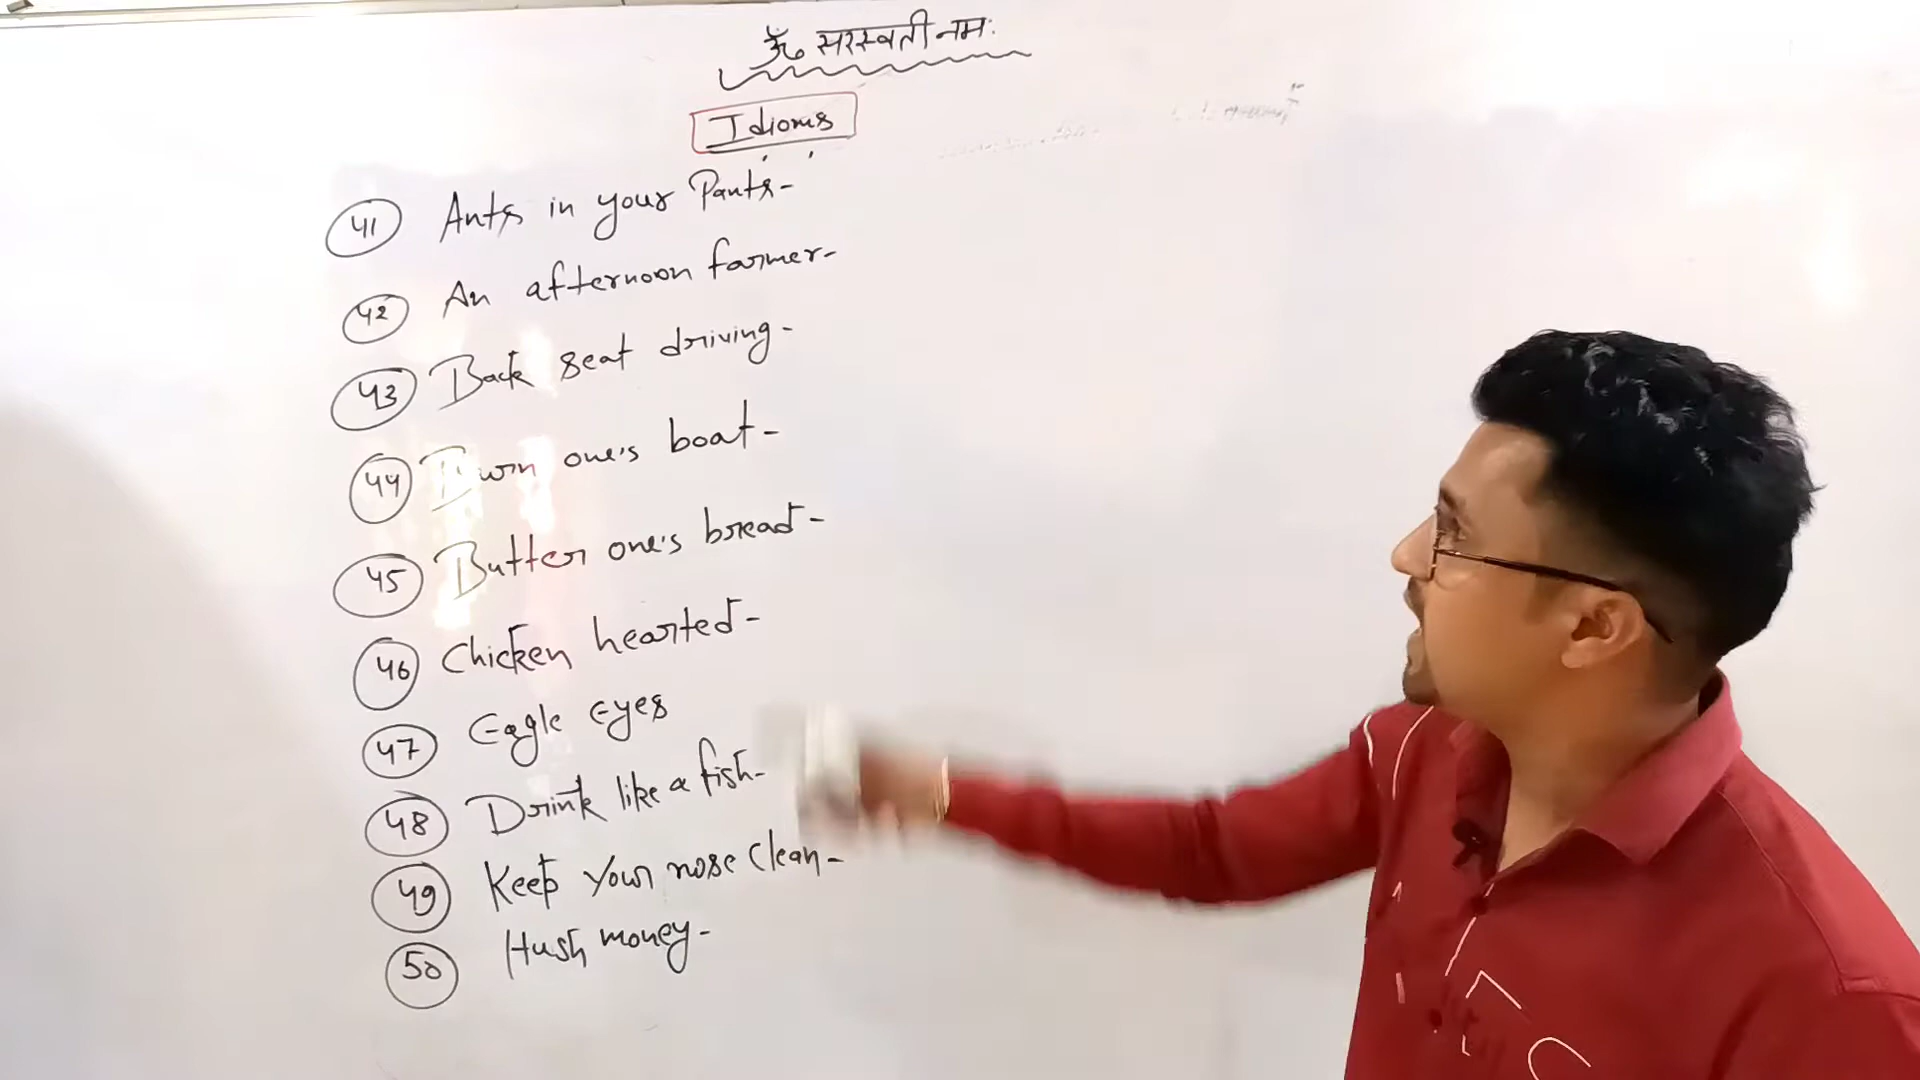 ॐ सरस्वती नमः
Idioms
41 Ants in your Pants-
42 An afternoon farmer-
43 Back seat driving-
44 Burn one's boat-
45 Butter one's bread-
46 Chicken hearted-
47 Eagle Eyes
48 Drink like a fish-
49 Keep your nose clean-
50 Hush money-